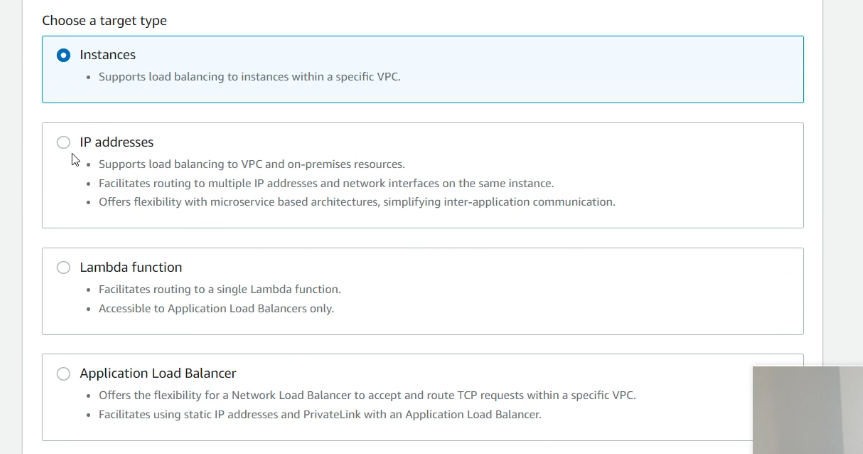 Choose a target type
Instances
Supports load balancing to instances within a specific VPC.
IP addresses
Supports load balancing to VPC and on-premises resources.
Facilitates routing to multiple IP addresses and network interfaces on the same instance.
Offers flexibility with microservice based architectures, simplifying inter-application communication.
Lambda function
Facilitates routing to a single Lambda function.
Accessible to Application Load Balancers only.
Application Load Balancer
Offers the flexibility for a Network Load Balancer to accept and route TCP requests within a specific VPC.
Facilitates using static IP addresses and PrivateLink with an Application Load Balancer.